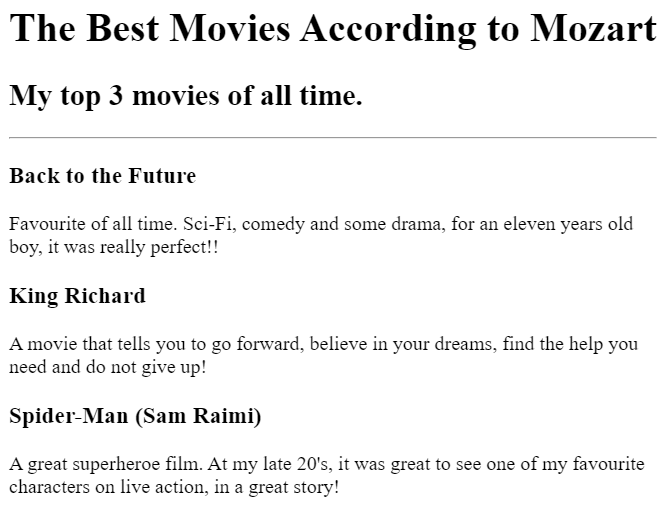 The Best Movies According to Mozart
My top 3 movies of all time.
Back to the Future
Favourite of all time. Sci-Fi, comedy and some drama, for an eleven years old
boy, it was really perfect!!
King Richard
A movie that tells you to go forward, believe in your dreams, find the help you
need and do not give up!
Spider-Man (Sam Raimi)
A great superheroe film. At my late 20's, it was great to see one of my favourite
characters on live action, in a great story!